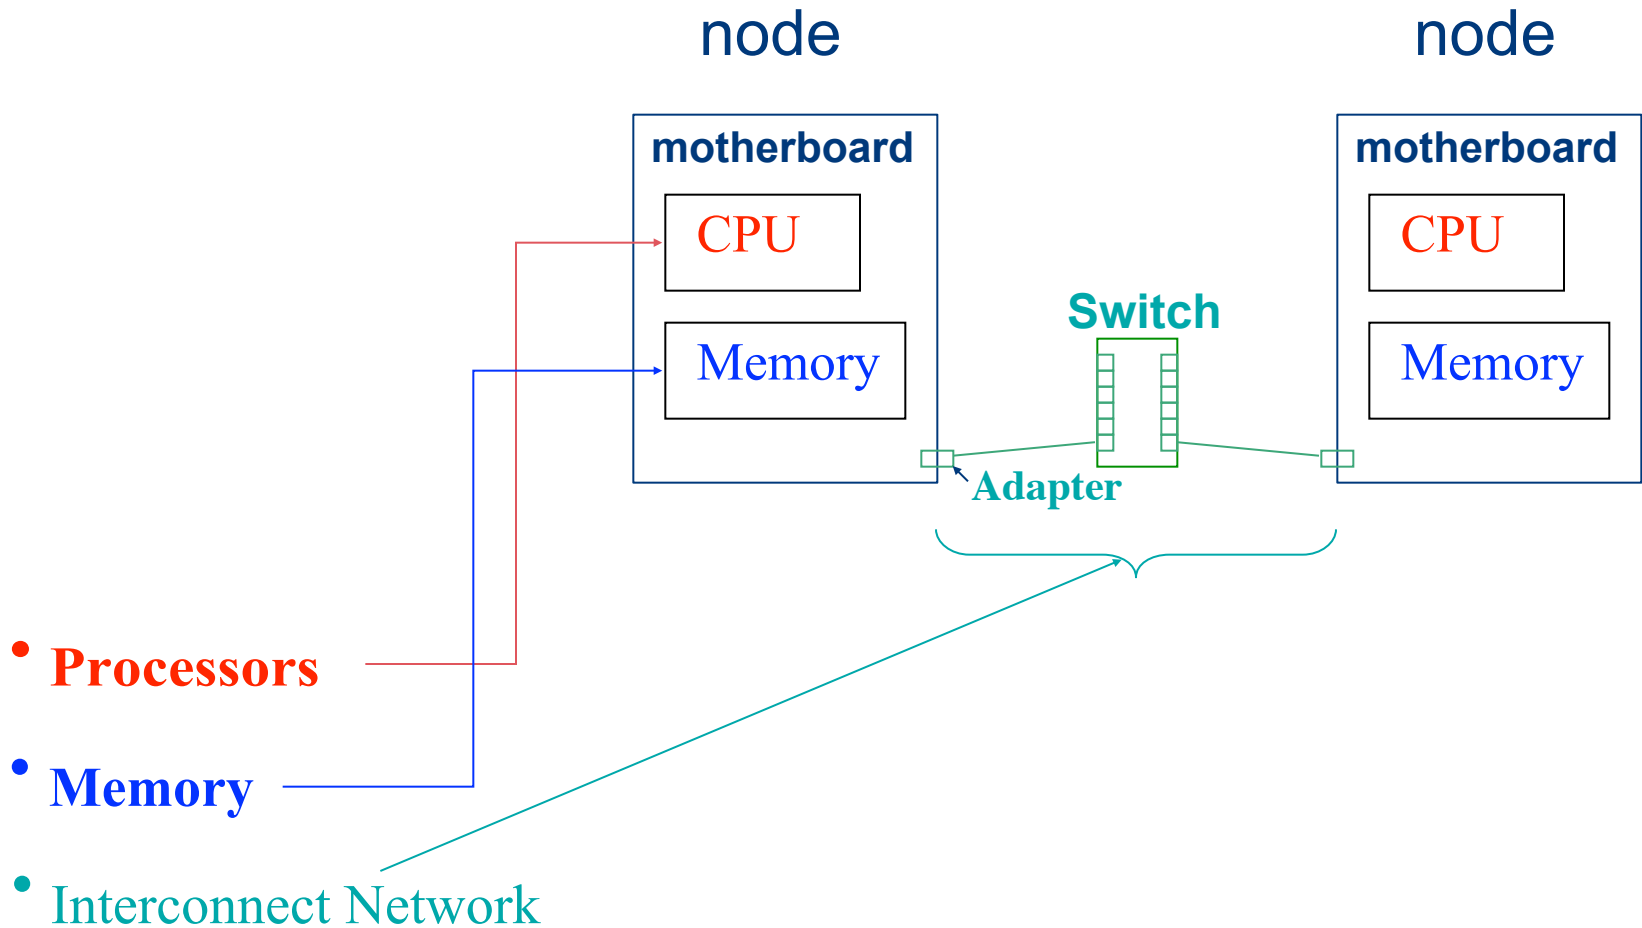 node
node
motherboard
motherboard
CPU
CPU
Switch
Memory
Memory
Adapter
• Processors
• Memory
• Interconnect Network